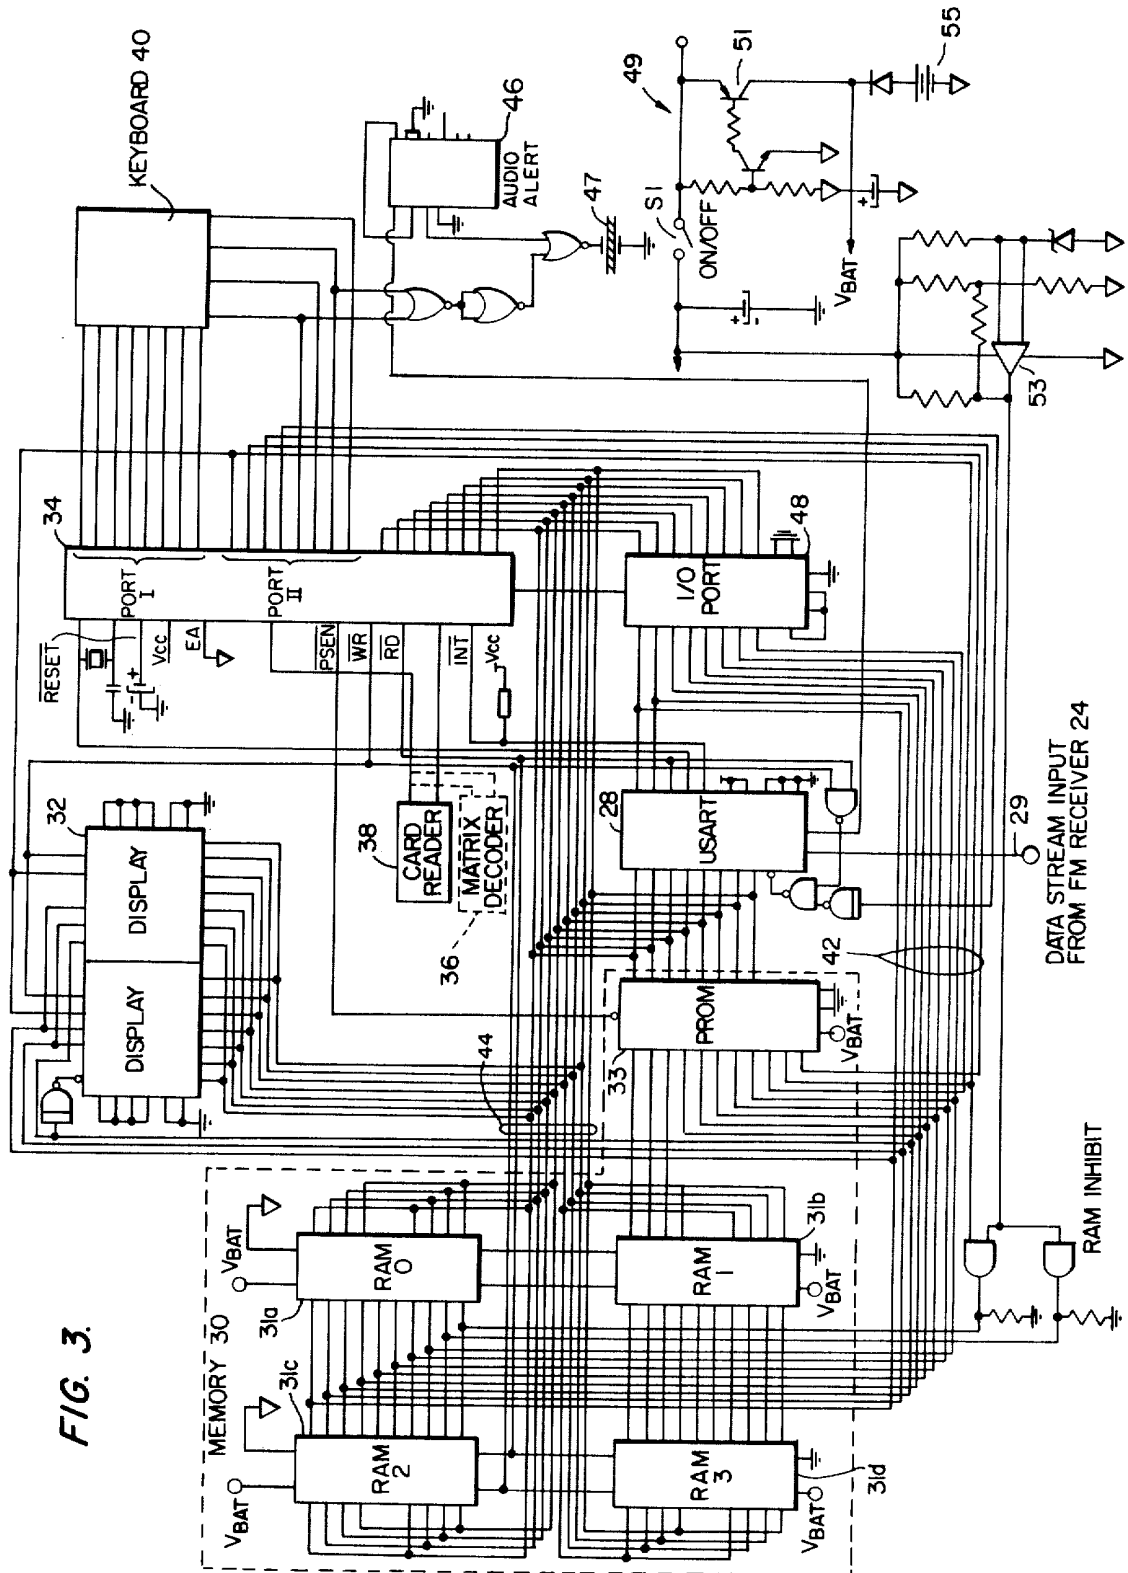 FIG. 3.
MEMORY 30
VBAT
VBAT
31c
31a
RAM
2
RAM
0
RAM
3
RAM
1
31d
31b
VBAT
VBAT
RAM INHIBIT
DISPLAY
DISPLAY
32
44
33
PROM
VBAT
42
36
MATRIX
DECODER
38
CARD
READER
28
USART
29
DATA STREAM INPUT
FROM FM RECEIVER 24
RESET
VCC
EA
PSEN
WR
RD
INT
VCC
PORT
I
PORT
II
34
I/O
PORT
48
KEYBOARD 40
46
AUDIO
ALERT
47
S1
ON/OFF
49
51
55
VBAT
53